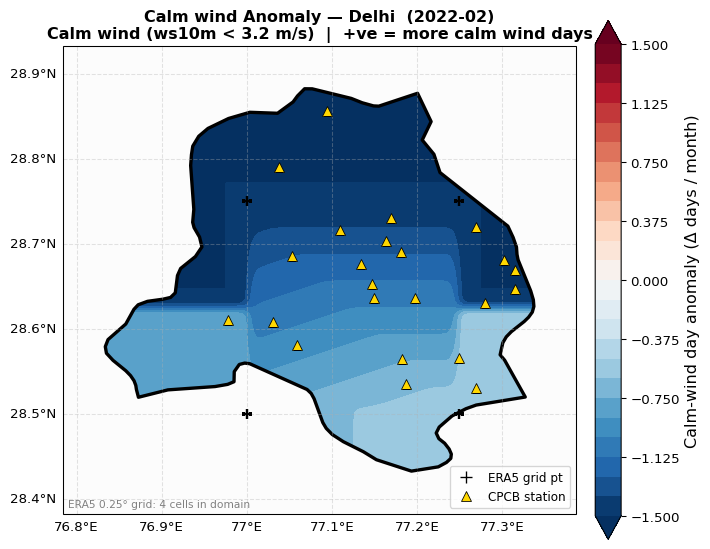 Calm wind Anomaly — Delhi  (2022-02)
Calm wind (ws10m < 3.2 m/s)  |  +ve = more calm wind days
28.9°N
28.8°N
28.7°N
28.6°N
28.5°N
28.4°N
76.8°E
76.9°E
77°E
77.1°E
77.2°E
77.3°E
ERA5 0.25° grid: 4 cells in domain
ERA5 grid pt
CPCB station
1.500
1.125
0.750
0.375
0.000
−0.375
−0.750
−1.125
−1.500
Calm-wind day anomaly (Δ days / month)